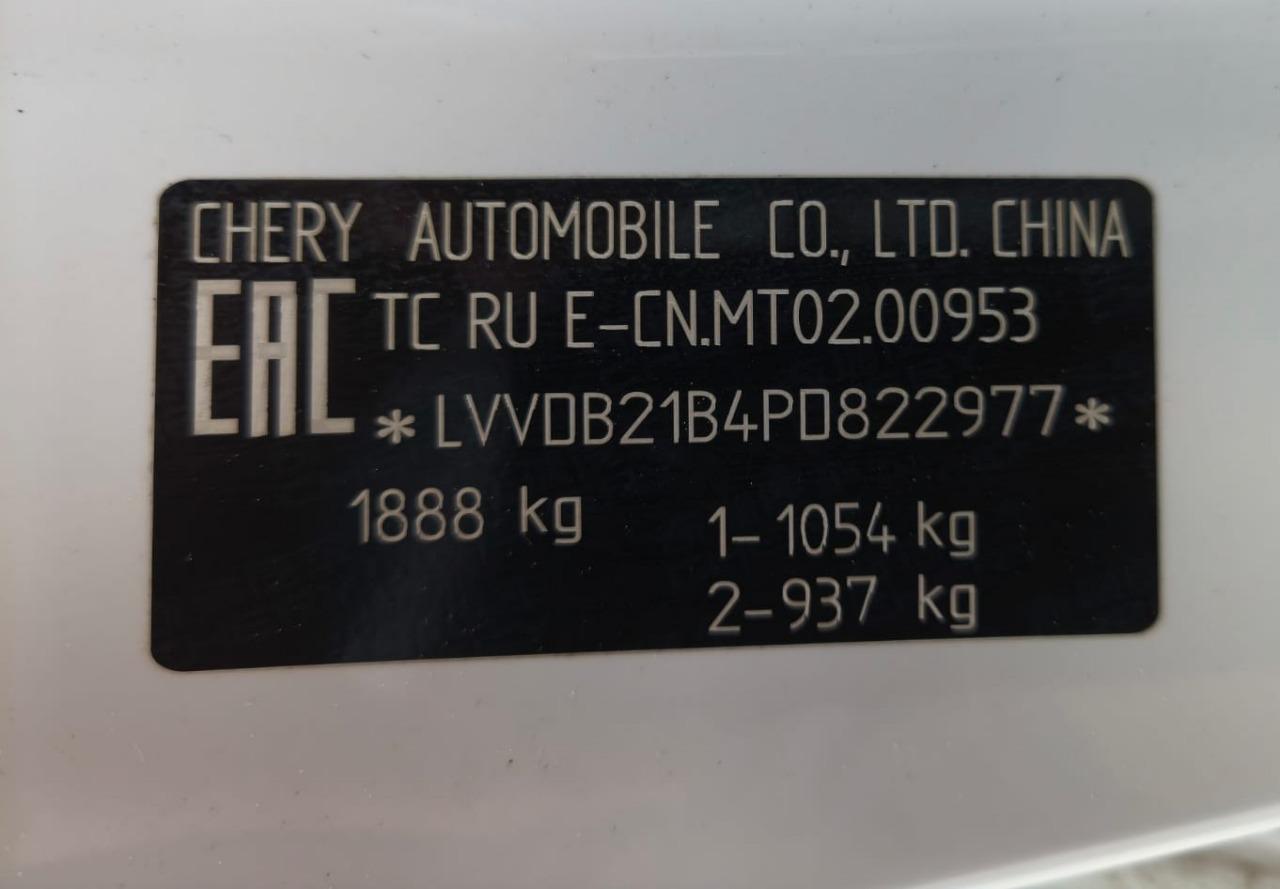 CHERY AUTOMOBILE CO., LTD. CHINA
EAC TC RU E-CN.MT02.00953
*LVVDB21B4PD822977*
1888 kg 1-1054 kg
2-937 kg